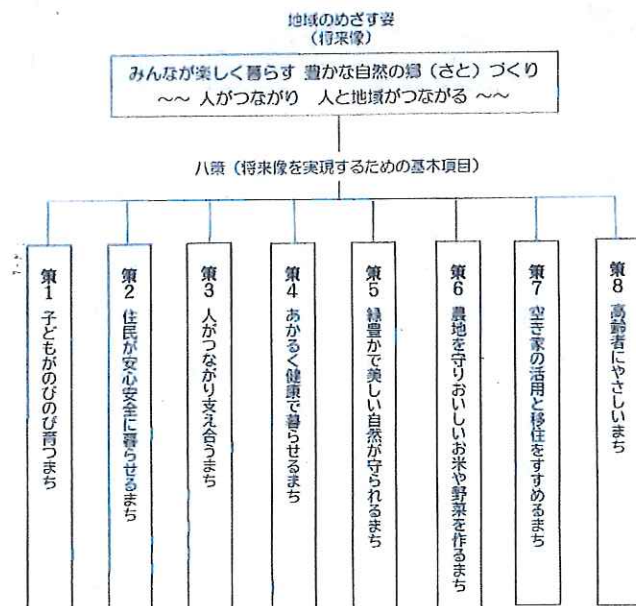 地域のめざす姿
（将来像）
みんなが楽しく暮らす 豊かな自然の郷（さと）づくり
～～ 人がつながり 人と地域がつながる ～～
八策（将来像を実現するための基本項目）
策1 子どもがのびのび育つまち
策2 住民が安心安全に暮らせるまち
策3 人がつながり支え合うまち
策4 あかるく健康で暮らせるまち
策5 緑豊かで美しい自然が守られるまち
策6 農地を守りおいしいお米や野菜を作るまち
策7 空き家の活用と移住をすすめるまち
策8 高齢者にやさしいまち